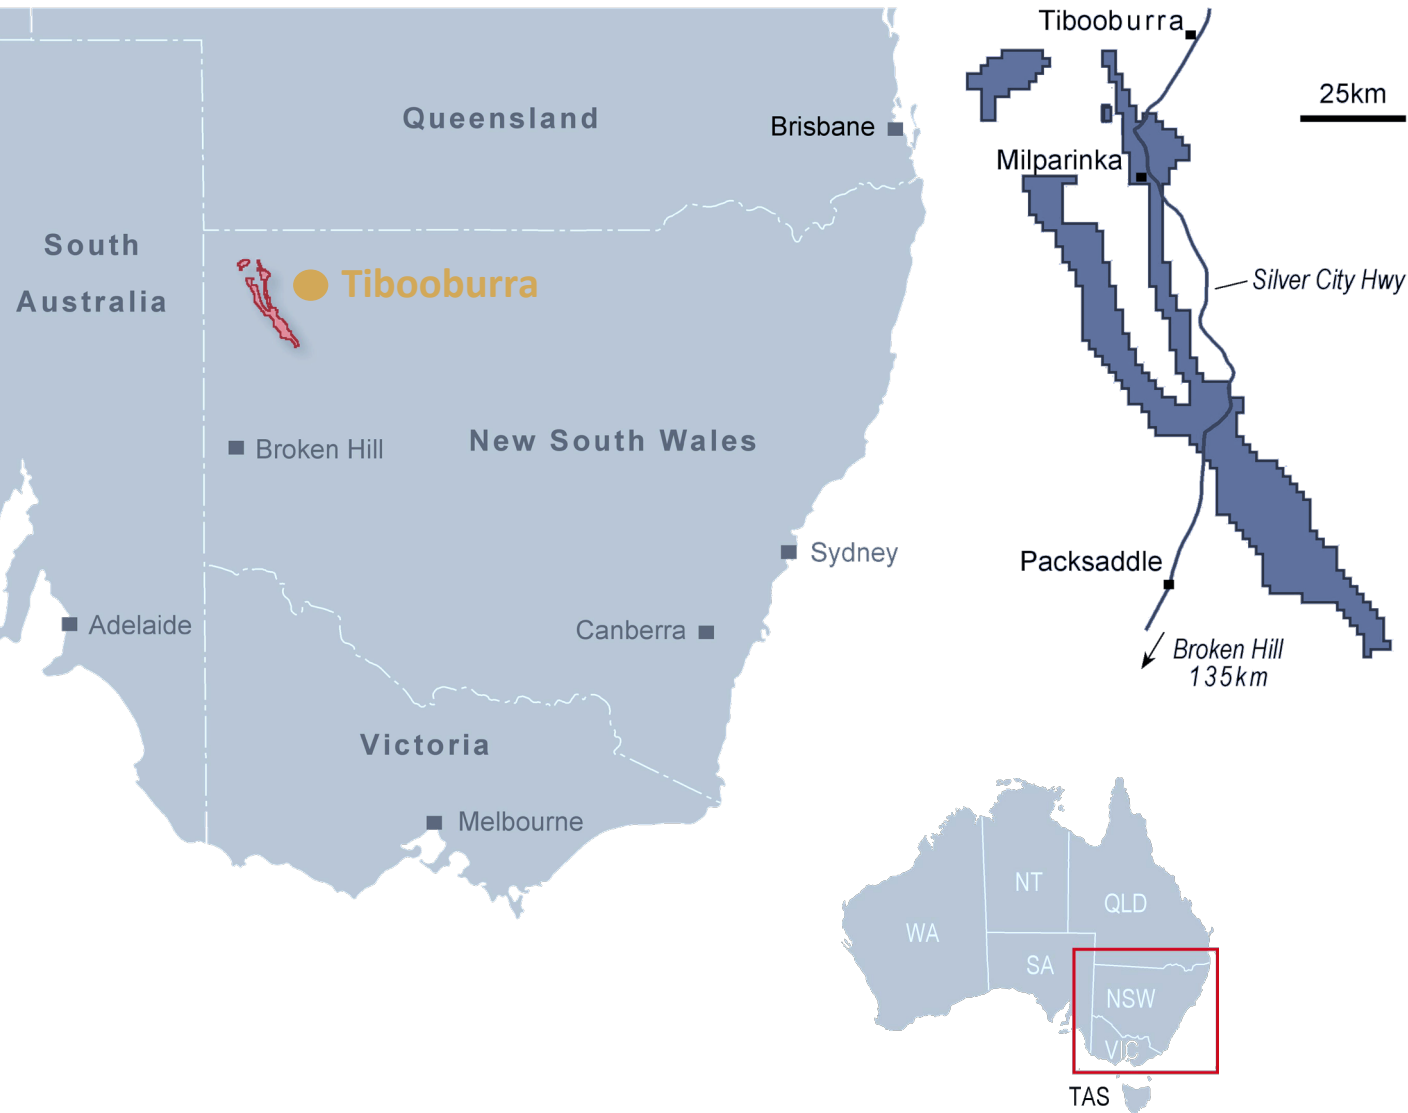 Queensland
Brisbane
South
Australia
Tibooburra
Broken Hill
New South Wales
Sydney
Canberra
Adelaide
Victoria
Melbourne
Tibooburra
25km
Milparinka
Silver City Hwy
Packsaddle
Broken Hill
135km
NT
QLD
WA
SA
NSW
VIC
TAS